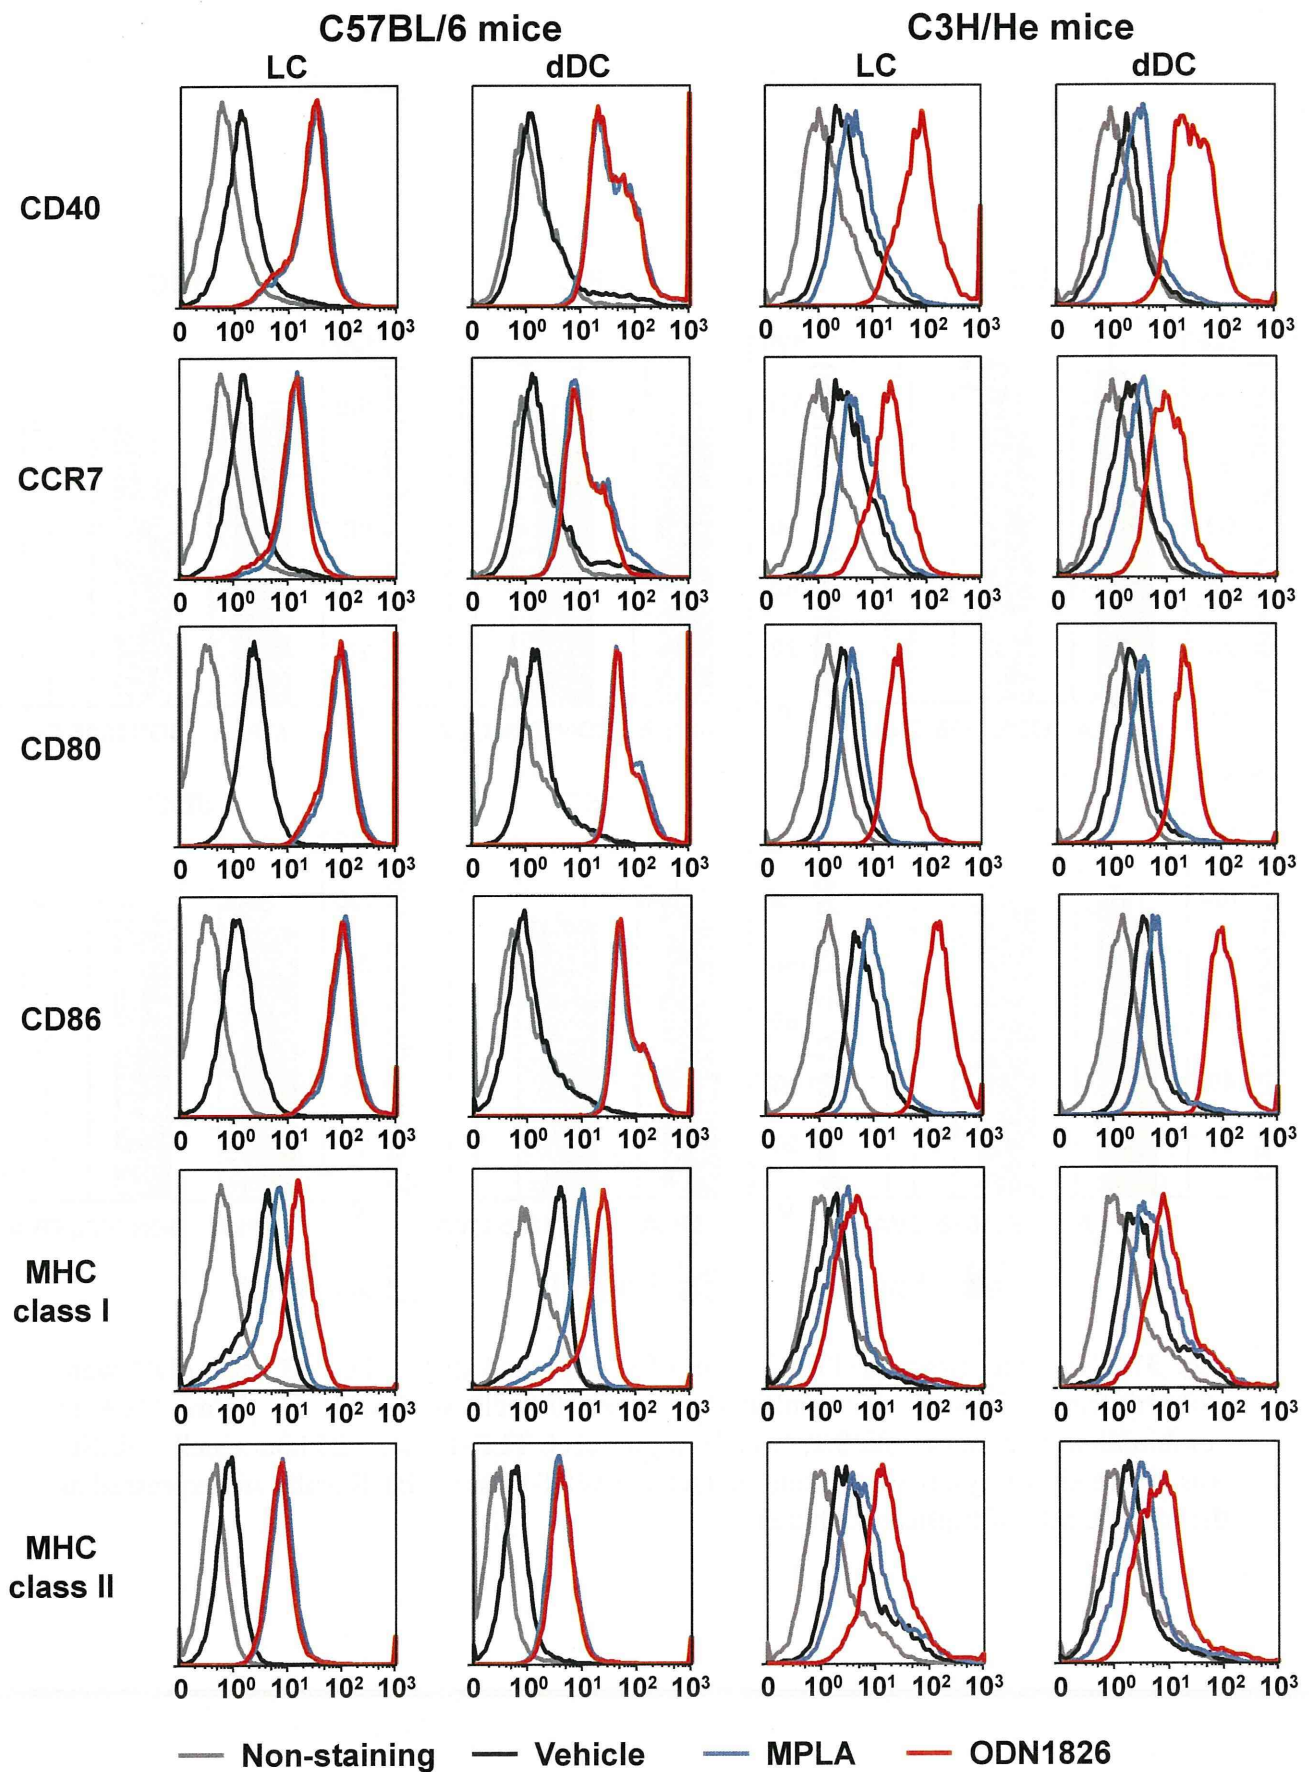 C57BL/6 mice C3H/He mice
LC dDC LC dDC
CD40
0 10⁰ 10¹ 10² 10³ 0 10⁰ 10¹ 10² 10³ 0 10⁰ 10¹ 10² 10³ 0 10⁰ 10¹ 10² 10³
CCR7
0 10⁰ 10¹ 10² 10³ 0 10⁰ 10¹ 10² 10³ 0 10⁰ 10¹ 10² 10³ 0 10⁰ 10¹ 10² 10³
CD80
0 10⁰ 10¹ 10² 10³ 0 10⁰ 10¹ 10² 10³ 0 10⁰ 10¹ 10² 10³ 0 10⁰ 10¹ 10² 10³
CD86
0 10⁰ 10¹ 10² 10³ 0 10⁰ 10¹ 10² 10³ 0 10⁰ 10¹ 10² 10³ 0 10⁰ 10¹ 10² 10³
MHC
class I
0 10⁰ 10¹ 10² 10³ 0 10⁰ 10¹ 10² 10³ 0 10⁰ 10¹ 10² 10³ 0 10⁰ 10¹ 10² 10³
MHC
class II
0 10⁰ 10¹ 10² 10³ 0 10⁰ 10¹ 10² 10³ 0 10⁰ 10¹ 10² 10³ 0 10⁰ 10¹ 10² 10³
Non-staining Vehicle MPLA ODN1826